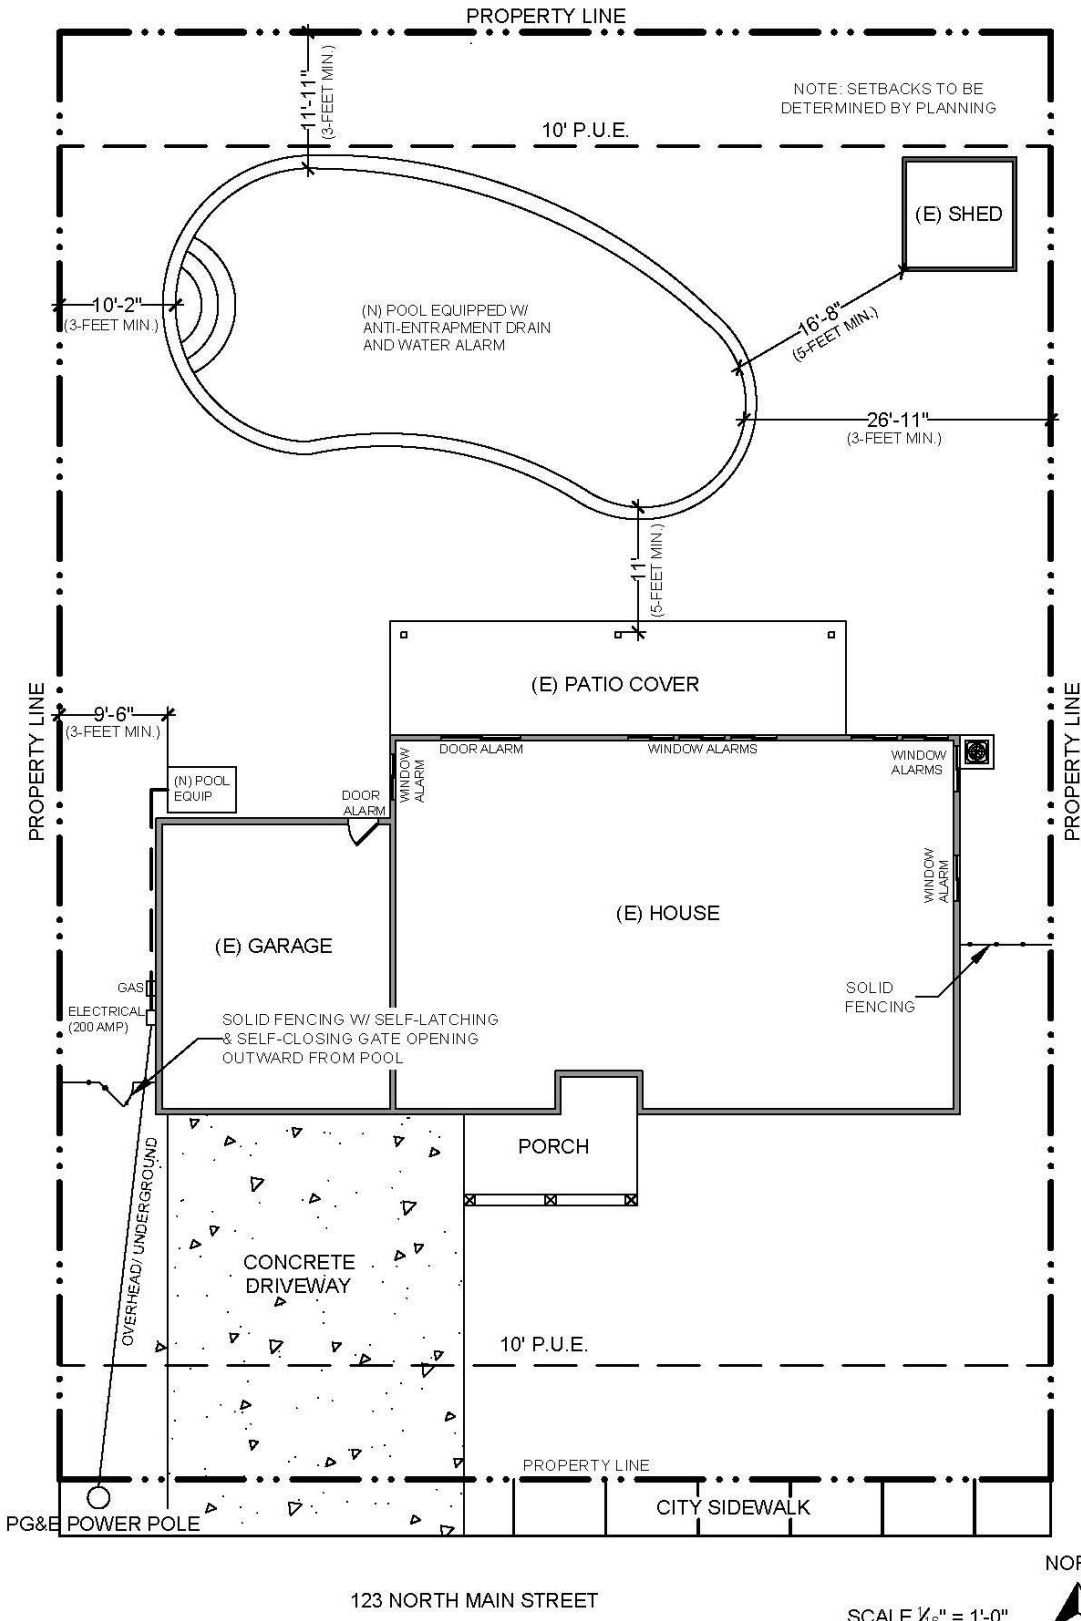 PROPERTY LINE
NOTE: SETBACKS TO BE
DETERMINED BY PLANNING
11'-11"
(3-FEET MIN.)
10' P.U.E.
(E) SHED
10'-2"
(3-FEET MIN.)
(N) POOL EQUIPPED W/
ANTI-ENTRAPMENT DRAIN
AND WATER ALARM
16'-8"
(5-FEET MIN.)
26'-11"
(3-FEET MIN.)
11'
(5-FEET MIN.)
(E) PATIO COVER
PROPERTY LINE
PROPERTY LINE
9'-6"
(3-FEET MIN.)
DOOR ALARM
WINDOW ALARMS
WINDOW
ALARMS
WINDOW
ALARM
(N) POOL
EQUIP
DOOR
ALARM
WINDOW
ALARM
(E) HOUSE
(E) GARAGE
GAS
ELECTRICAL
(200 AMP)
SOLID
FENCING
SOLID FENCING W/ SELF-LATCHING
& SELF-CLOSING GATE OPENING
OUTWARD FROM POOL
PORCH
OVERHEAD/ UNDERGROUND
CONCRETE
DRIVEWAY
10' P.U.E.
PROPERTY LINE
CITY SIDEWALK
PG&E POWER POLE
123 NORTH MAIN STREET
SCALE = 1'-0"